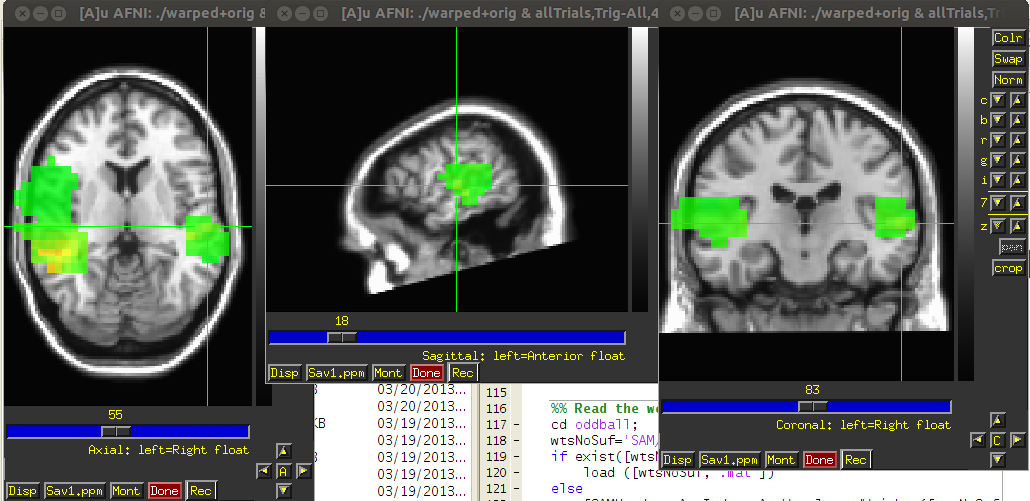 [A]u AFNI: ./warped+orig &
[A]u AFNI: ./warped+orig & allTrials,Trig-All,4
[A]u AFNI: ./warped+orig & allTrials,Tri
Colr
Swap
Norm
c
b
r
g
i
7
z
pan
crop
18
Sagittal: left=Anterior float
Disp Sav1.ppm Mont Done Rec
55
Axial: left=Right float
A
Disp Sav1.ppm Mont Done Rec
83
Coronal: left=Right float
C
Disp Sav1.ppm Mont Done Rec
03/20/2013...
03/20/2013...
KB 03/19/2013...
03/19/2013...
03/19/2013...
03/19/2013...
03/19/2013...
115
116 %% Read the we
117 - cd oddball;
118 - wtsNoSuf='SAM/
119 - if exist([wtsN
120 - load ([wtsNoSuf, '.mat'])
121 - else